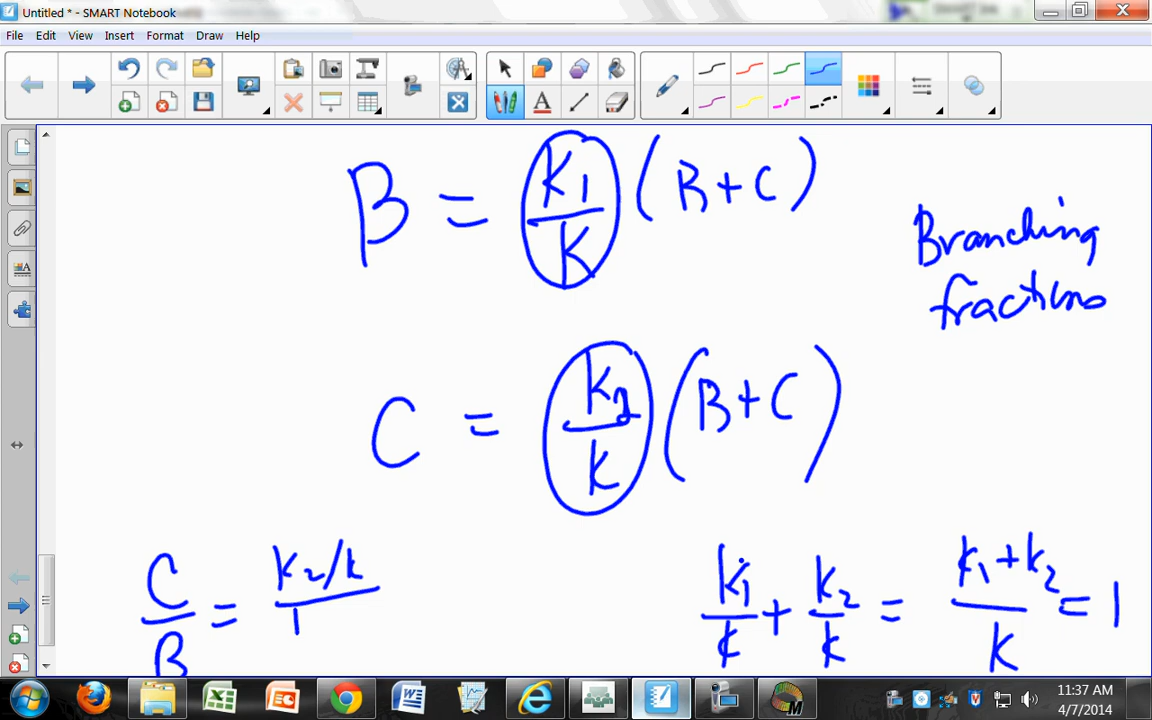 Untitled * - SMART Notebook
File Edit View Insert Format Draw Help
B = K1/K (B+C)
Branching
fractions
C = K2/K (B+C)
C/B = K2/k / 
k1/k + k2/k = k1+k2/k = 1
11:37 AM
4/7/2014